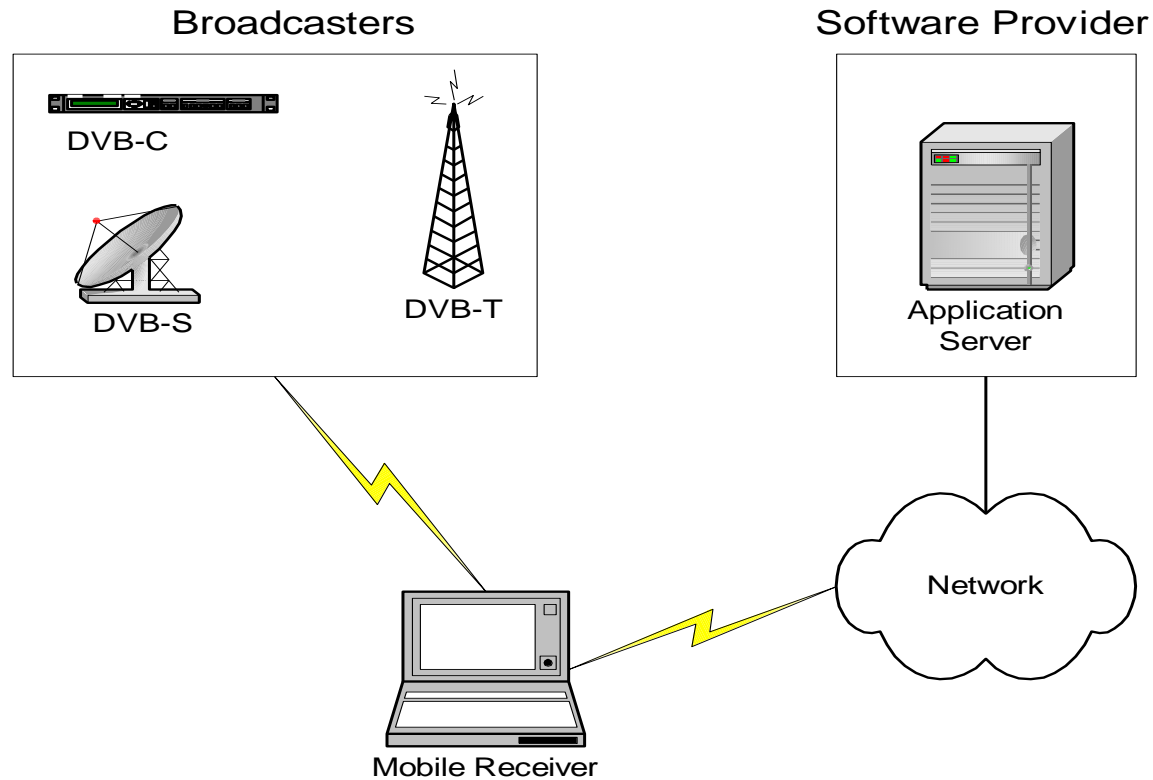 Broadcasters
Software Provider
DVB-C
DVB-S
DVB-T
Application
Server
Network
Mobile Receiver